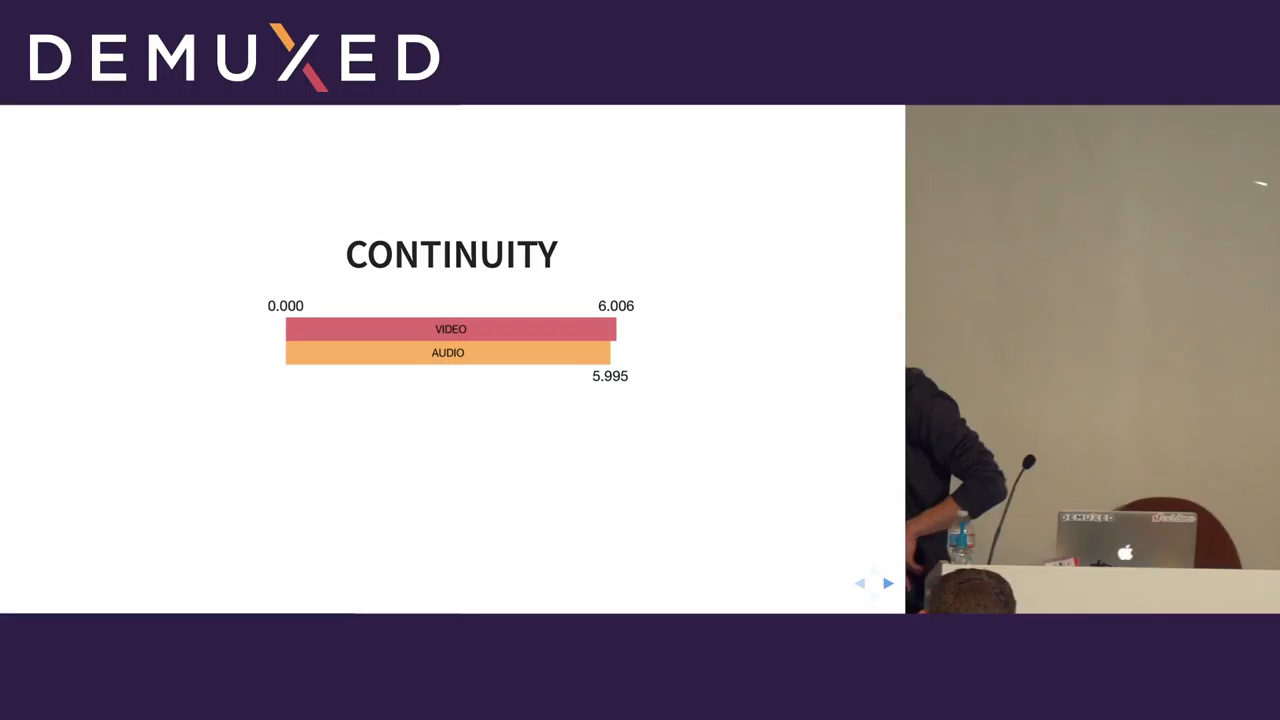 DEMUXED
CONTINUITY
0.000 6.006
VIDEO
AUDIO
5.995
DEMUXED